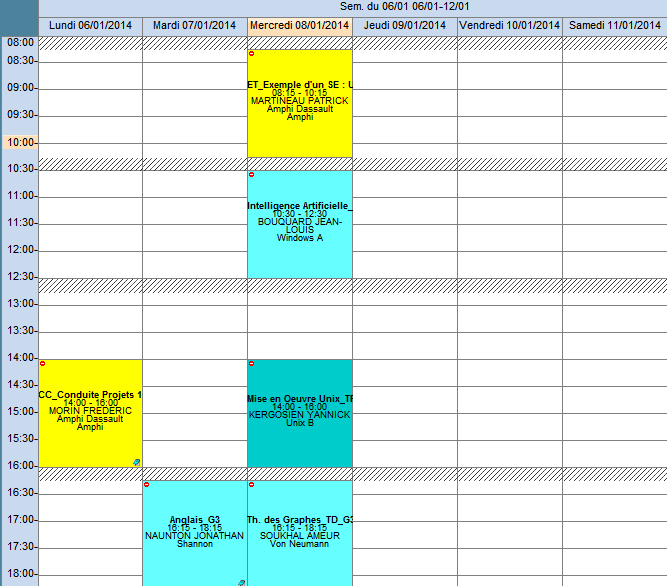 Sem. du 06/01 06/01-12/01
Lundi 06/01/2014 Mardi 07/01/2014 Mercredi 08/01/2014 Jeudi 09/01/2014 Vendredi 10/01/2014 Samedi 11/01/2014
08:00
08:30
09:00
09:30
10:00
10:30
11:00
11:30
12:00
12:30
13:00
13:30
14:00
14:30
15:00
15:30
16:00
16:30
17:00
17:30
18:00
CC_Conduite Projets 1
14:00 - 16:00
MORIN FREDERIC
Amphi Dassault
Amphi
Anglais_G3
16:15 - 18:15
NAUNTON JONATHAN
Shannon
ET_Exemple d'un SE : U
08:15 - 10:15
MARTINEAU PATRICK
Amphi Dassault
Amphi
Intelligence Artificielle_
10:30 - 12:30
BOUQUARD JEAN-
LOUIS
Windows A
Mise en Oeuvre Unix_TP
14:00 - 16:00
KERGOSIEN YANNICK
Unix B
Th. des Graphes_TD_G3
16:15 - 18:15
SOUKHAL AMEUR
Von Neumann